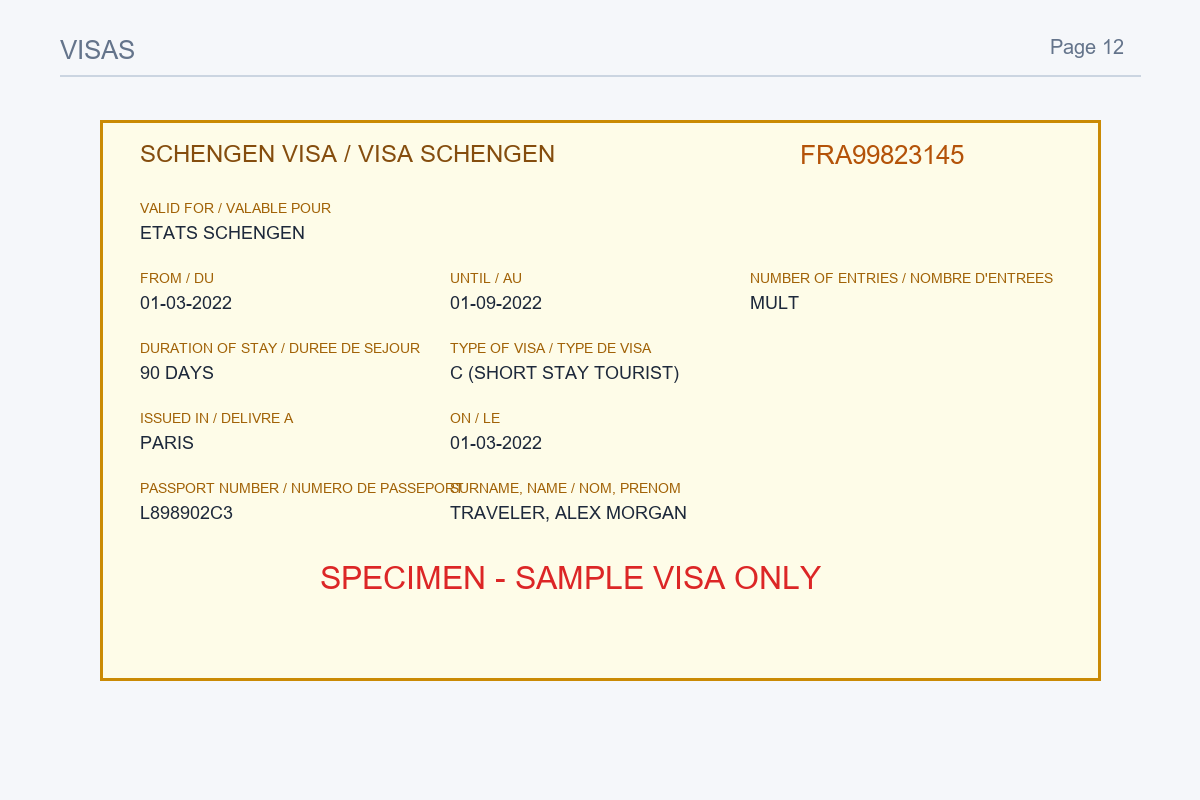 VISAS Page 12
SCHENGEN VISA / VISA SCHENGEN FRA99823145
VALID FOR / VALABLE POUR
ETATS SCHENGEN
FROM / DU UNTIL / AU NUMBER OF ENTRIES / NOMBRE D'ENTREES
01-03-2022 01-09-2022 MULT
DURATION OF STAY / DUREE DE SEJOUR TYPE OF VISA / TYPE DE VISA
90 DAYS C (SHORT STAY TOURIST)
ISSUED IN / DELIVRE A ON / LE
PARIS 01-03-2022
PASSPORT NUMBER / NUMERO DE PASSEPORT SURNAME, NAME / NOM, PRENOM
L898902C3 TRAVELER, ALEX MORGAN
SPECIMEN - SAMPLE VISA ONLY